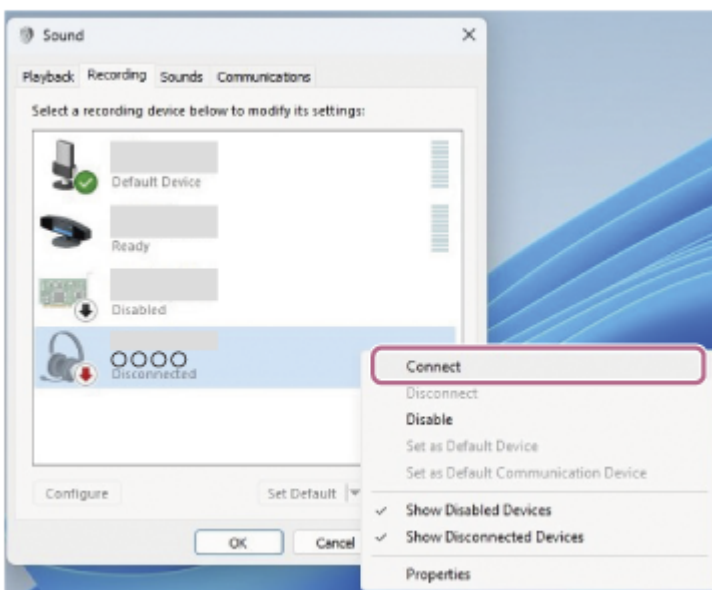 Sound
Playback Recording Sounds Communications
Select a recording device below to modify its settings:
Default Device
Ready
Disabled
○○○○
Disconnected
Configure
Set Default
OK
Cancel
Connect
Disconnect
Disable
Set as Default Device
Set as Default Communication Device
Show Disabled Devices
Show Disconnected Devices
Properties